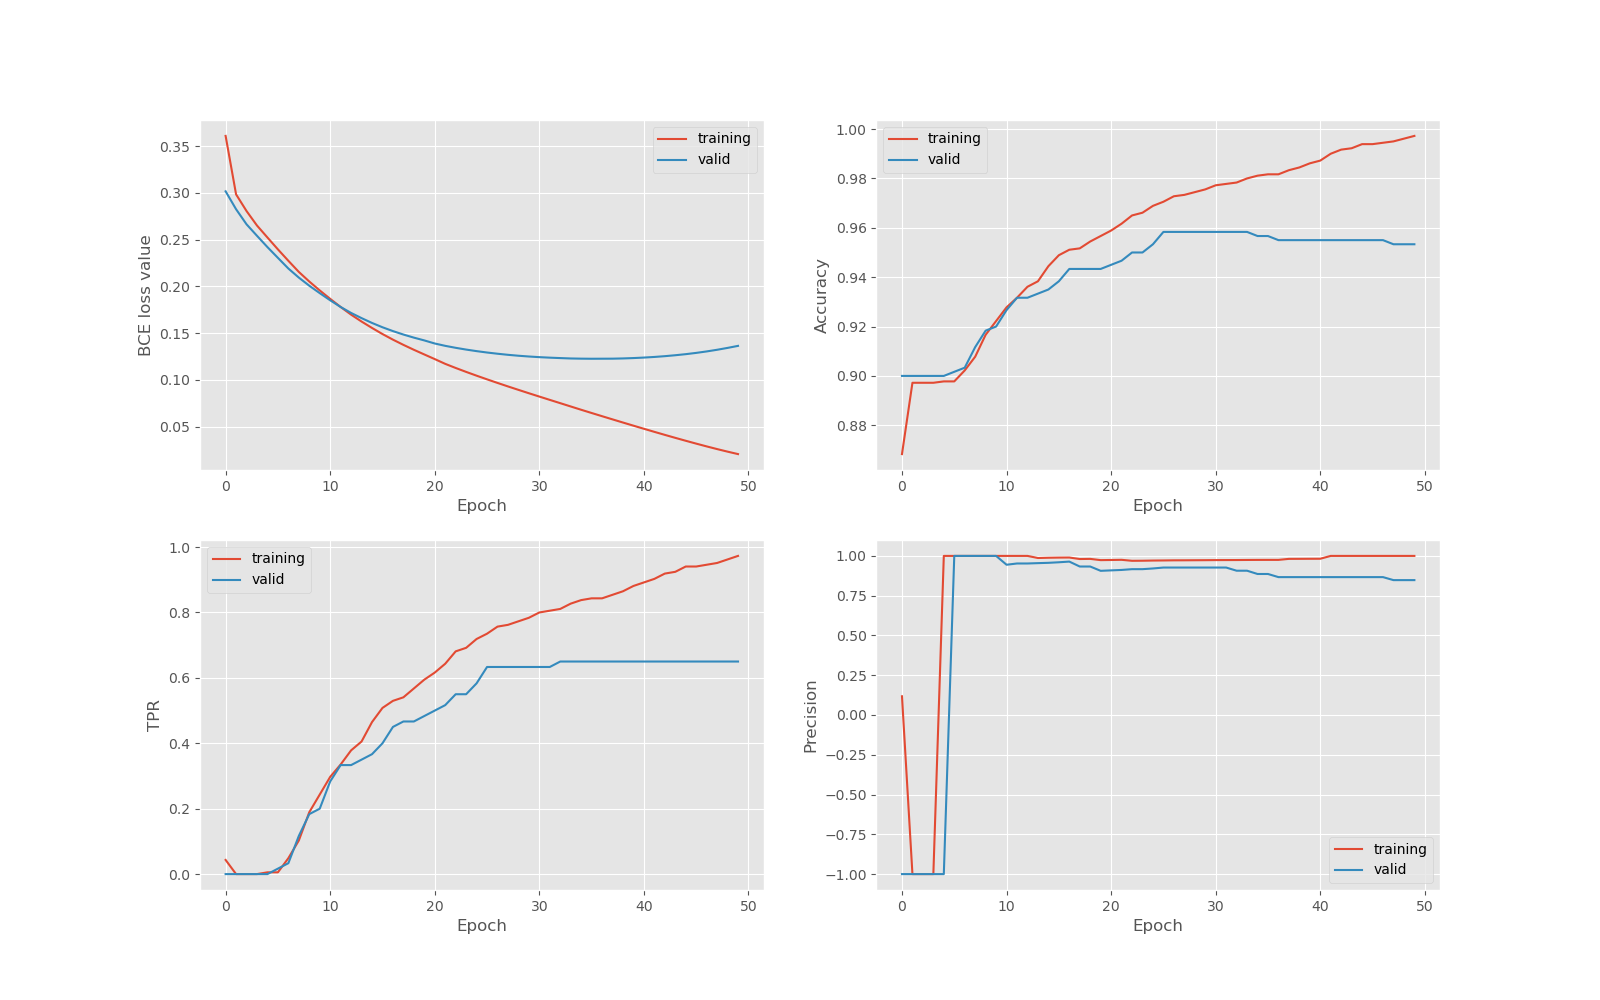 training
valid
0.35
0.30
0.25
0.20
0.15
0.10
0.05
BCE loss value
0 10 20 30 40 50
Epoch
training
valid
1.00
0.98
0.96
0.94
0.92
0.90
0.88
Accuracy
0 10 20 30 40 50
Epoch
training
valid
1.0
0.8
0.6
0.4
0.2
0.0
TPR
0 10 20 30 40 50
Epoch
1.00
0.75
0.50
0.25
0.00
−0.25
−0.50
−0.75
−1.00
Precision
training
valid
0 10 20 30 40 50
Epoch